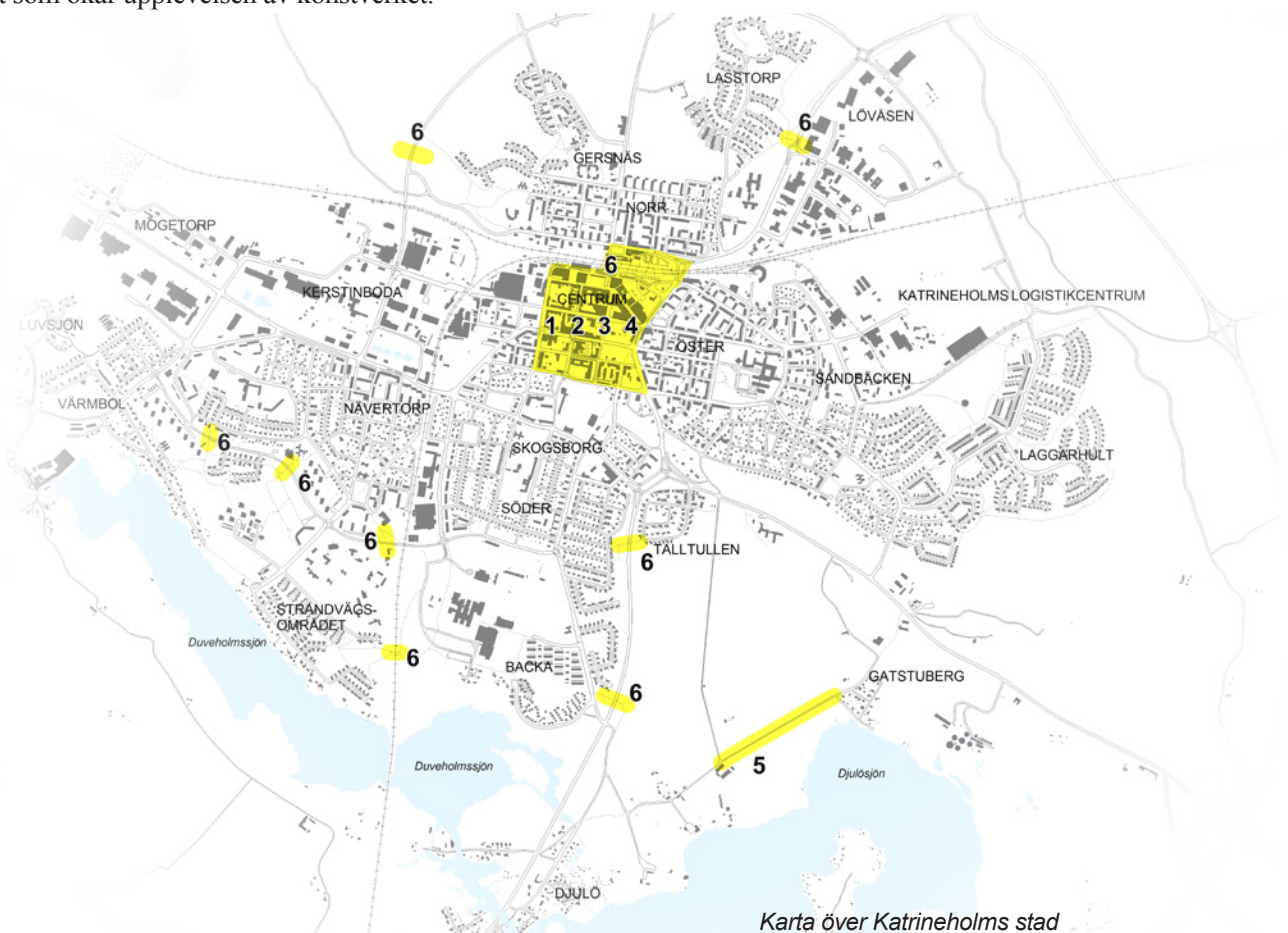 t som ökar upplevelsen av konstverket.
LASSTORP
6
6
LÖVÅSEN
GERSNÄS
NORR
MOGETORP
6
KERSTINBODA
CENTRUM
KATRINEHOLMS LOGISTIKCENTRUM
LUVSJÖN
1 2 3 4
ÖSTER
SANDBÄCKEN
VÄRMBOL
NÄVERTORP
6
SKOGSBORG
LAGGARHULT
6
SÖDER
6
TALLTULLEN
6
STRANDVÄGS-
OMRÅDET
Duveholmssjön
6
BACKA
GATSTUBERG
6
Duveholmssjön
5
Djulösjön
DJULÖ
Karta över Katrineholms stad